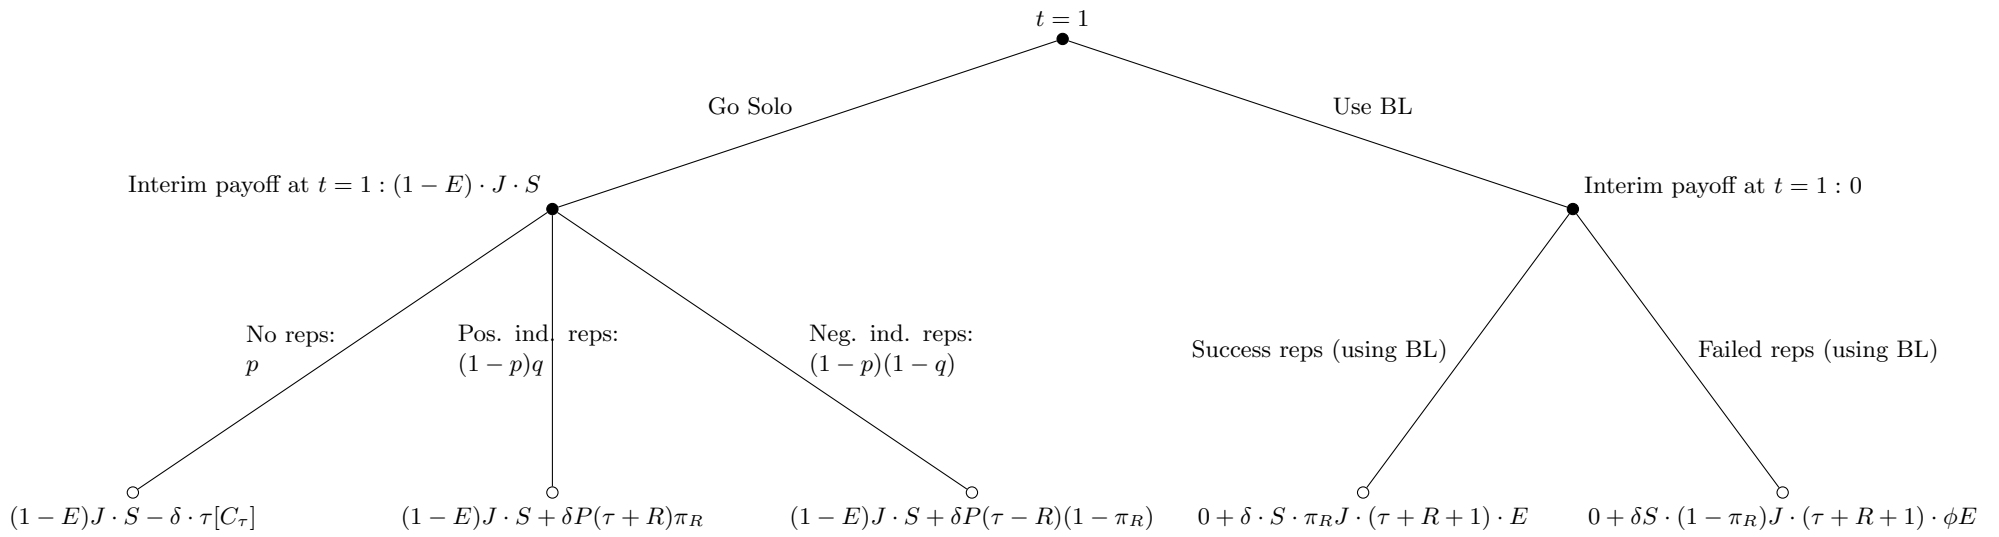 t = 1
Go Solo
Use BL
Interim payoff at t = 1 : (1 − E) · J · S
Interim payoff at t = 1 : 0
No reps:
p
Pos. ind. reps:
(1 − p)q
Neg. ind. reps:
(1 − p)(1 − q)
Success reps (using BL)
Failed reps (using BL)
(1 − E)J · S − δ · τ[C_τ]
(1 − E)J · S + δP(τ + R)π_R
(1 − E)J · S + δP(τ − R)(1 − π_R)
0 + δ · S · π_R J · (τ + R + 1) · E
0 + δS · (1 − π_R)J · (τ + R + 1) · ϕE